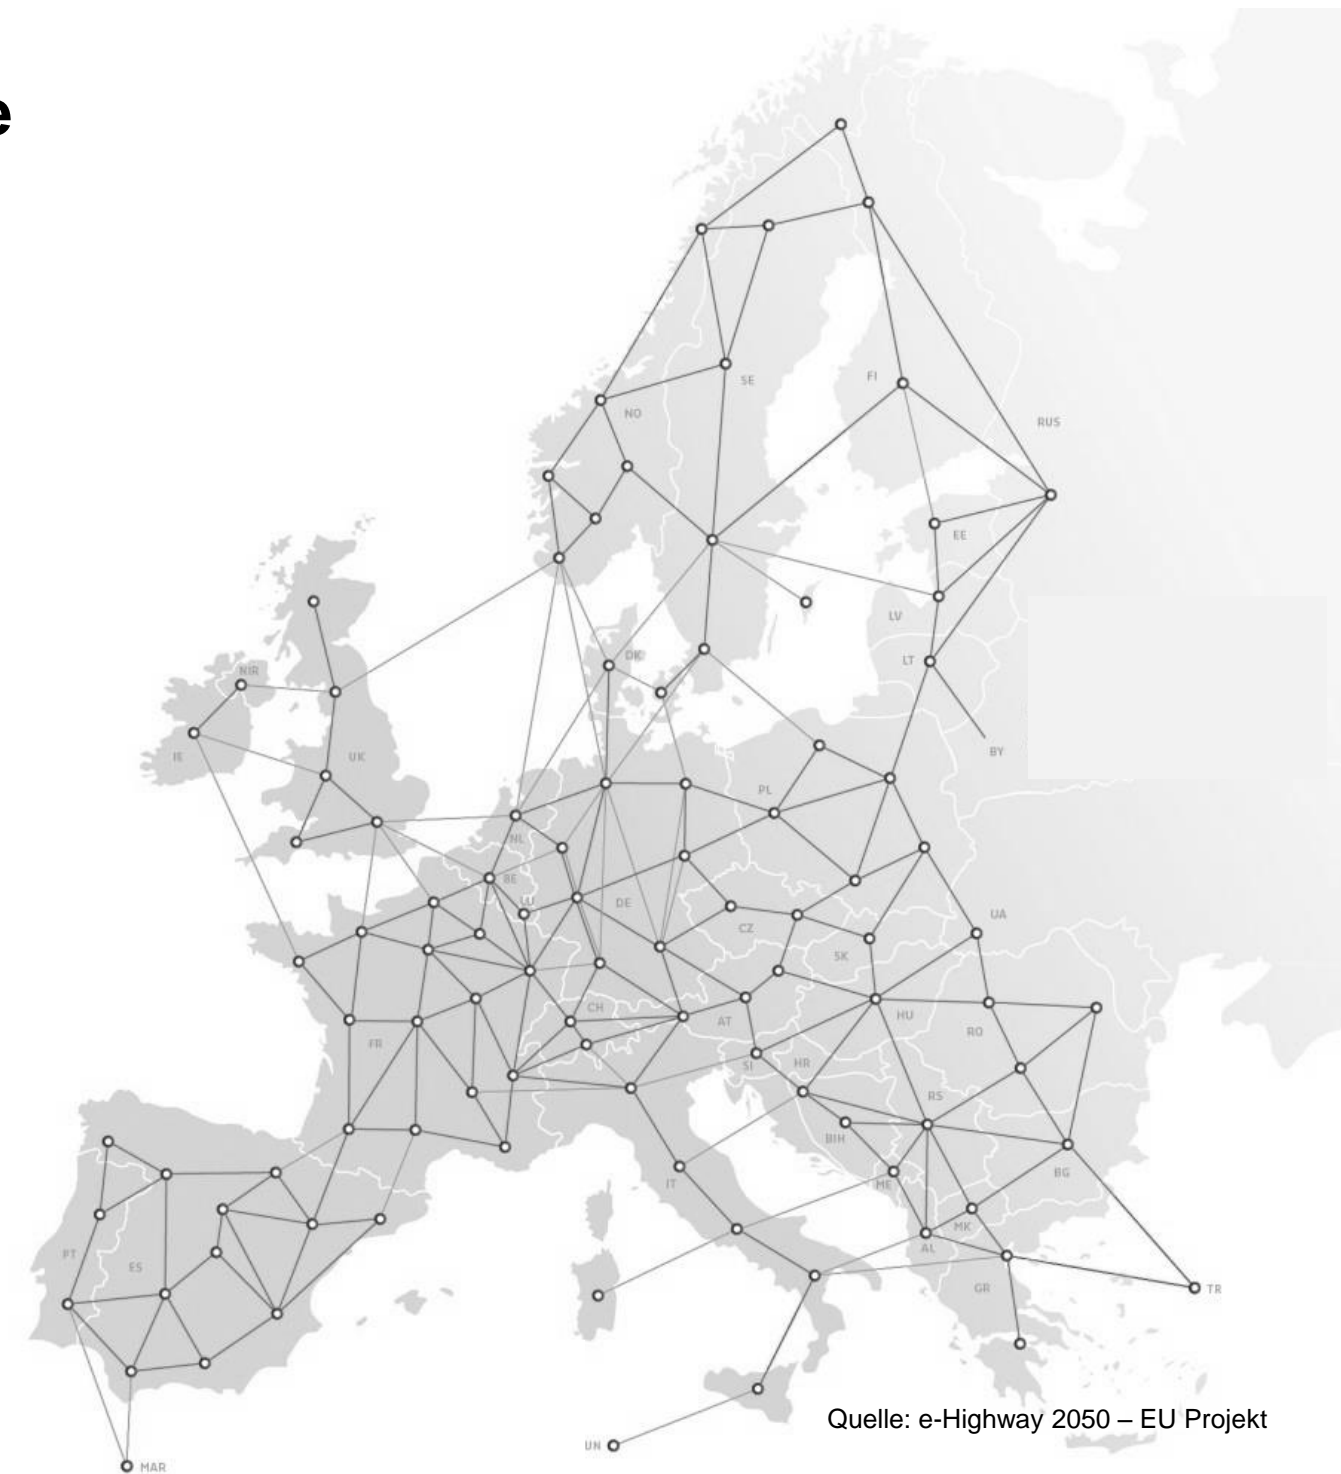 e
SE
FI
NO
RUS
EE
LV
DK
LT
NIR
BY
IE
UK
PL
NL
BE
LU
DE
UA
CZ
SK
CH
HU
AT
RO
FR
SI
HR
RS
BIH
BG
IT
ME
MK
PT
AL
ES
GR
TR
Quelle: e-Highway 2050 – EU Projekt
UN
MAR